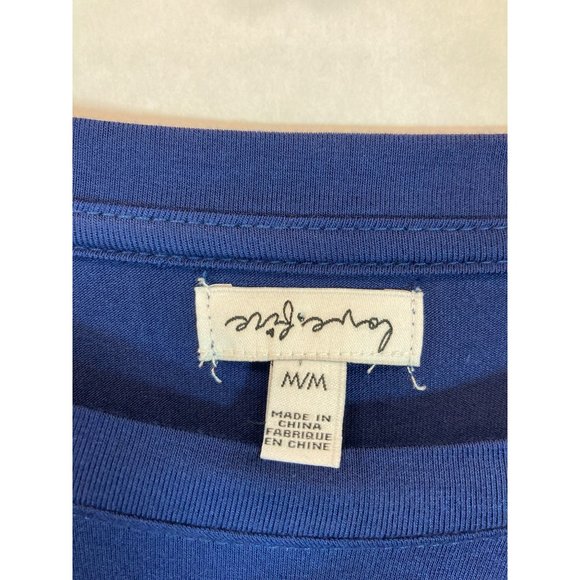 love, fire
M/M
MADE IN
CHINA
FABRIQUE
EN CHINE